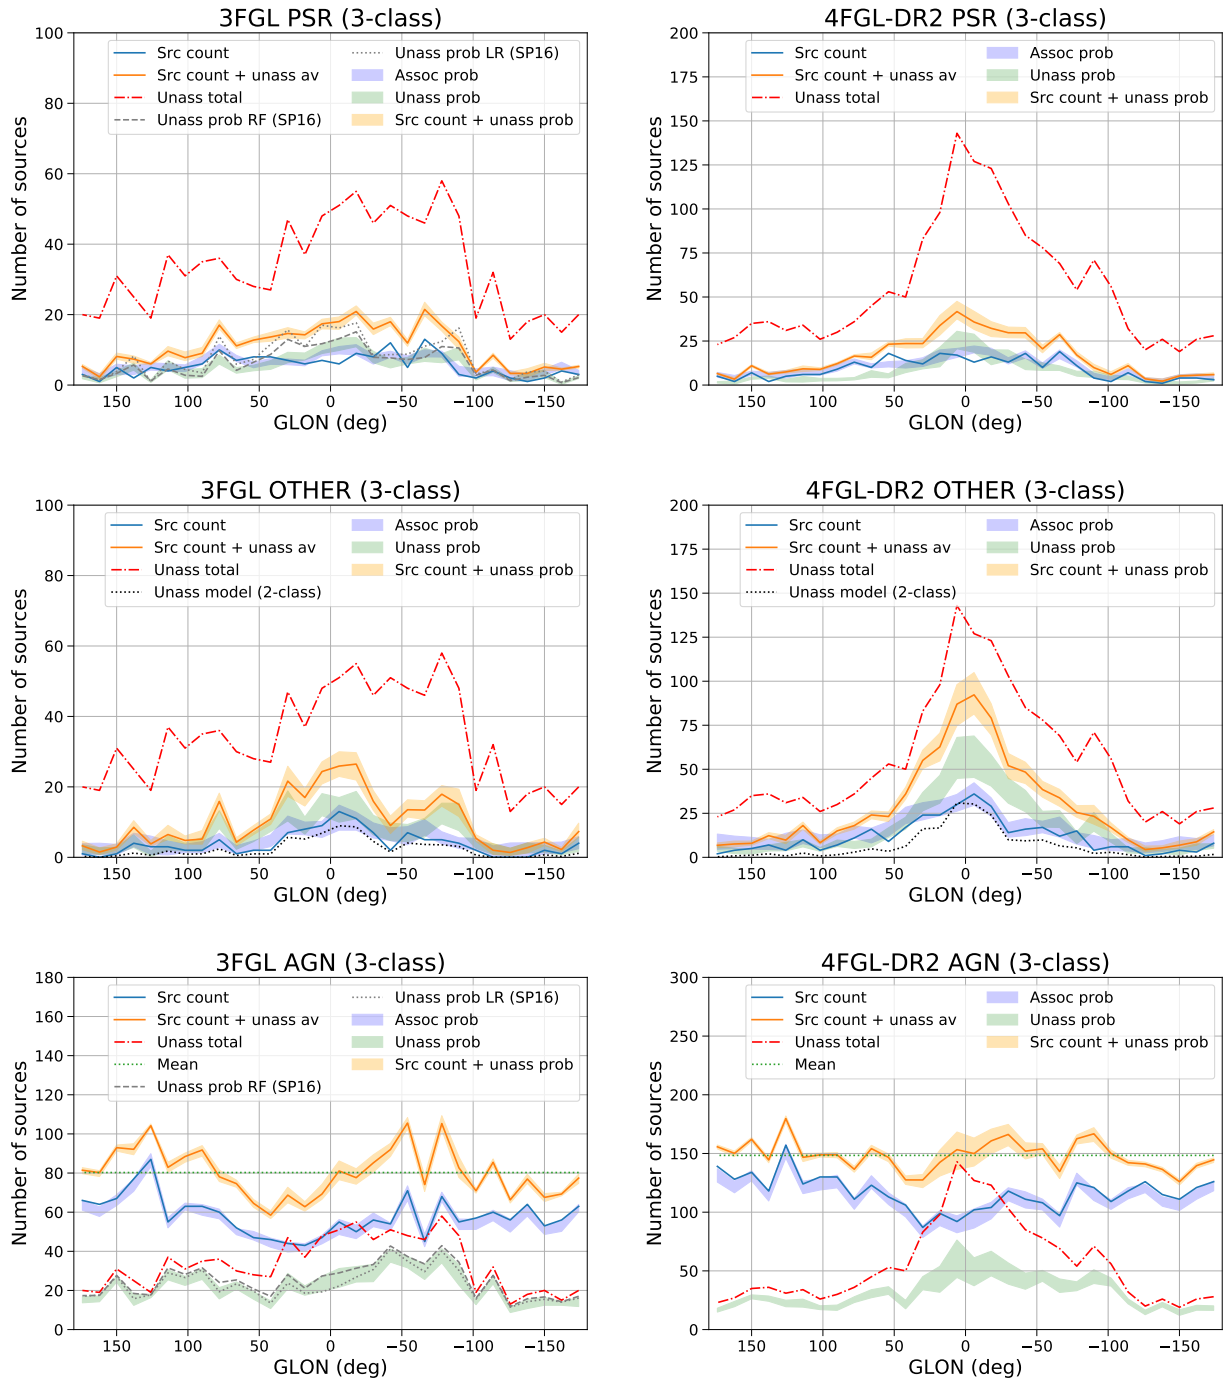 3FGL PSR (3-class)
Src count
Src count + unass av
Unass total
Unass prob RF (SP16)
Unass prob LR (SP16)
Assoc prob
Unass prob
Src count + unass prob
Number of sources
100
80
60
40
20
0
150 100 50 0 −50 −100 −150
GLON (deg)
4FGL-DR2 PSR (3-class)
Src count
Src count + unass av
Unass total
Assoc prob
Unass prob
Src count + unass prob
Number of sources
200
175
150
125
100
75
50
25
0
150 100 50 0 −50 −100 −150
GLON (deg)
3FGL OTHER (3-class)
Src count
Src count + unass av
Unass total
Unass model (2-class)
Assoc prob
Unass prob
Src count + unass prob
Number of sources
100
80
60
40
20
0
150 100 50 0 −50 −100 −150
GLON (deg)
4FGL-DR2 OTHER (3-class)
Src count
Src count + unass av
Unass total
Unass model (2-class)
Assoc prob
Unass prob
Src count + unass prob
Number of sources
200
175
150
125
100
75
50
25
0
150 100 50 0 −50 −100 −150
GLON (deg)
3FGL AGN (3-class)
Src count
Src count + unass av
Unass total
Mean
Unass prob RF (SP16)
Unass prob LR (SP16)
Assoc prob
Unass prob
Src count + unass prob
Number of sources
180
160
140
120
100
80
60
40
20
0
150 100 50 0 −50 −100 −150
GLON (deg)
4FGL-DR2 AGN (3-class)
Src count
Src count + unass av
Unass total
Mean
Assoc prob
Unass prob
Src count + unass prob
Number of sources
300
250
200
150
100
50
0
150 100 50 0 −50 −100 −150
GLON (deg)